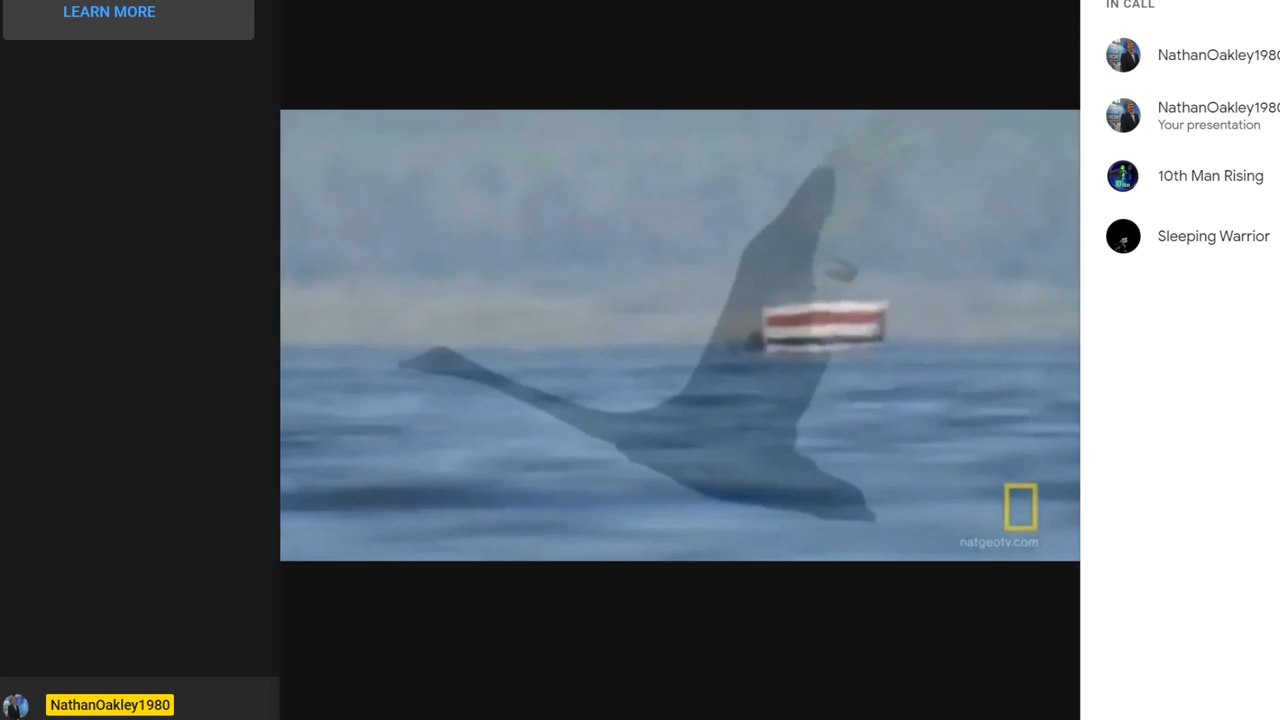 LEARN MORE
IN CALL
NathanOakley1980
NathanOakley1980
Your presentation
10th Man Rising
Sleeping Warrior
natgeotv.com
NathanOakley1980